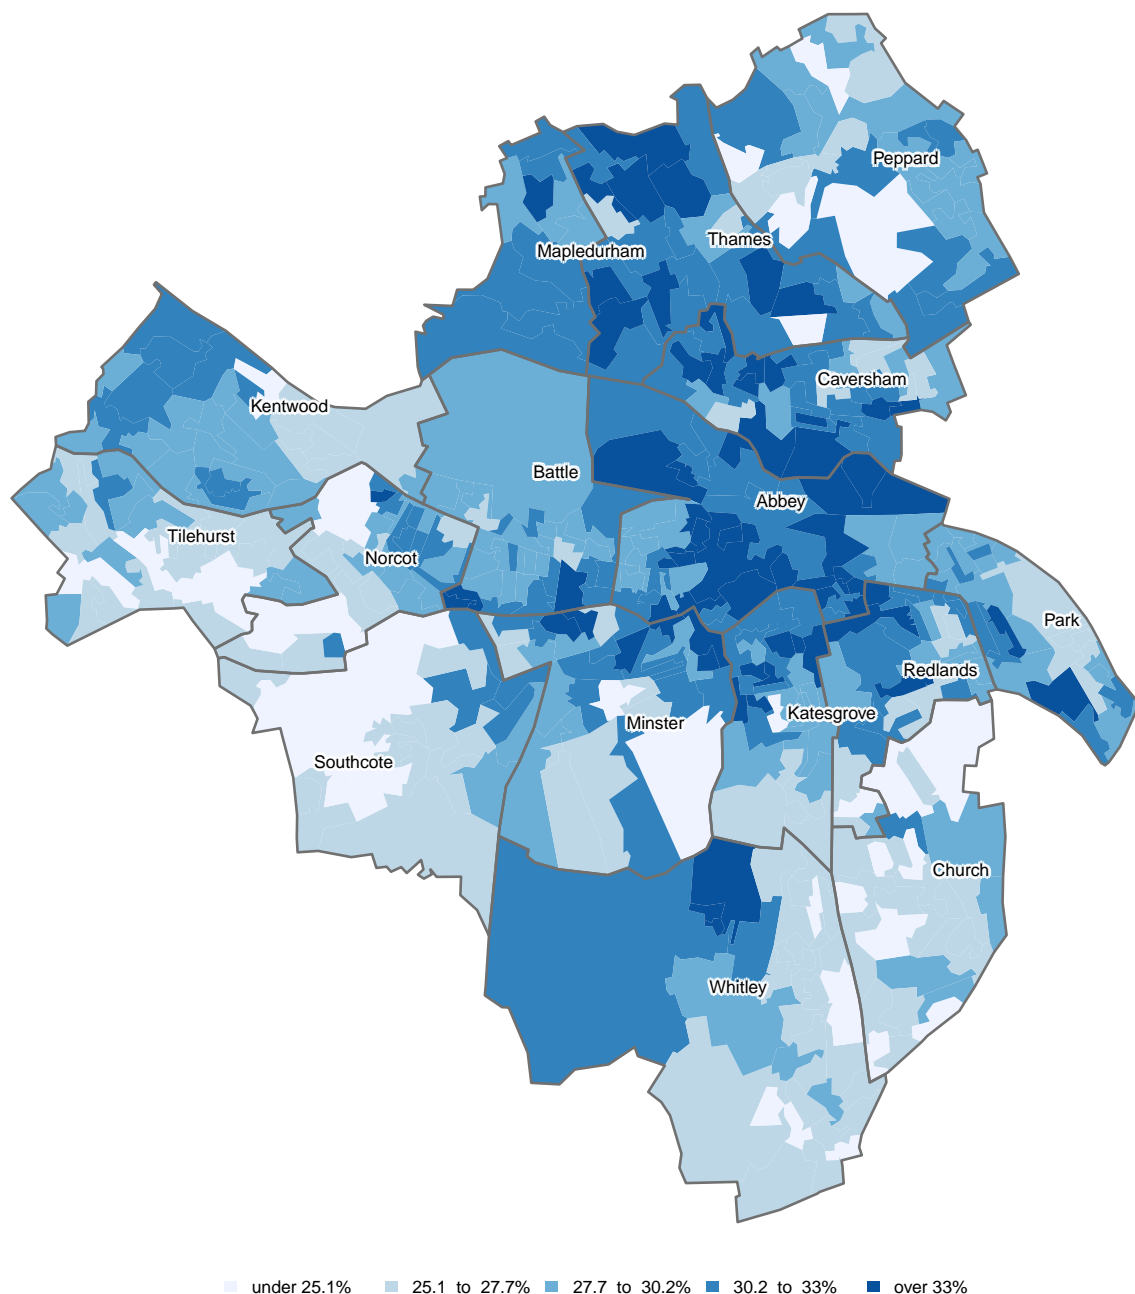 Peppard
Thames
Mapledurham
Caversham
Kentwood
Battle
Abbey
Tilehurst
Norcot
Park
Redlands
Katesgrove
Minster
Southcote
Church
Whitley
under 25.1% 25.1 to 27.7% 27.7 to 30.2% 30.2 to 33% over 33%